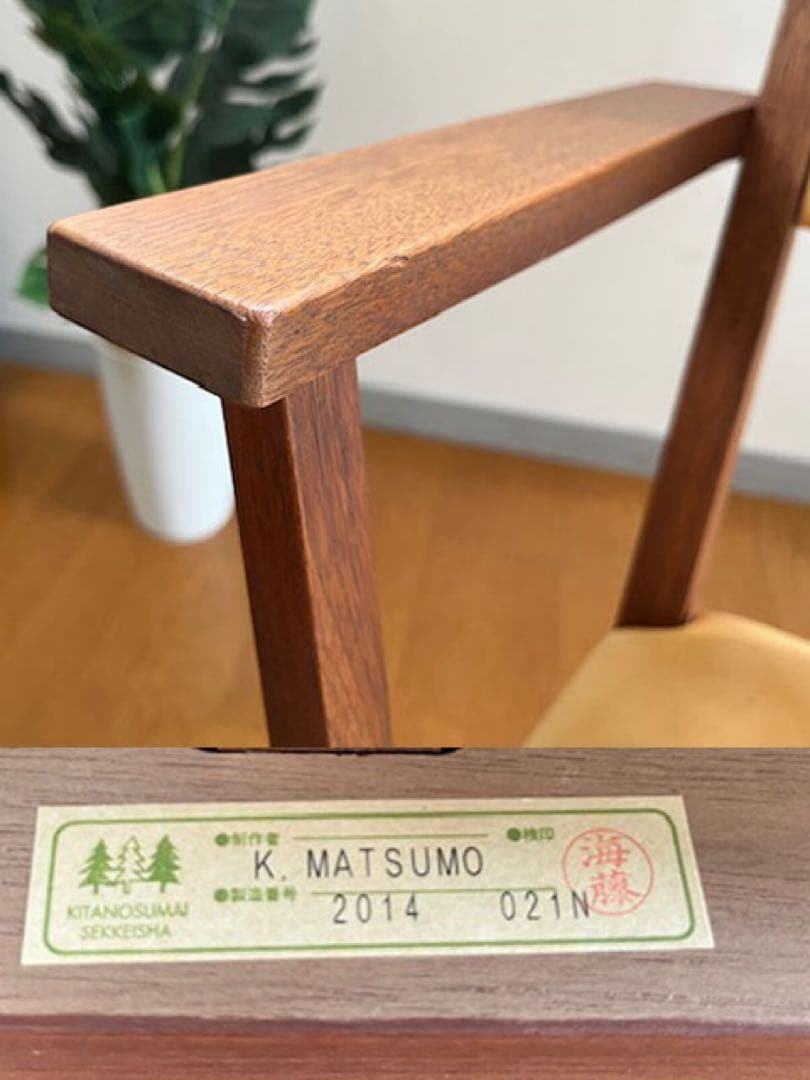 ●制作者
●検印
K. MATSUMO
海藤
●製造番号
2014 021N
KITANOSUMAI
SEKKEISHA